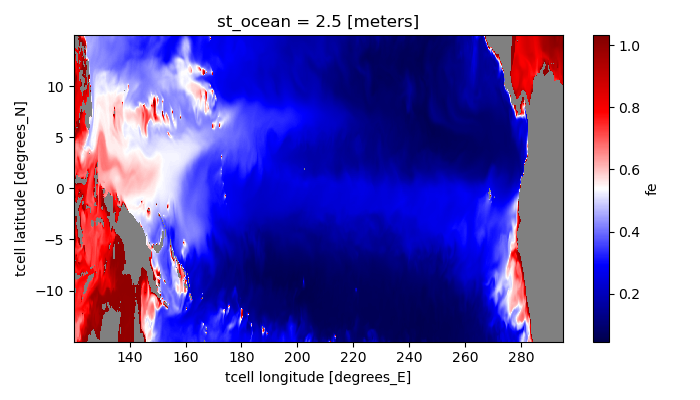 st_ocean = 2.5 [meters]
tcell latitude [degrees_N]
10
5
0
−5
−10
140 160 180 200 220 240 260 280
tcell longitude [degrees_E]
1.0
0.8
0.6
0.4
0.2
fe